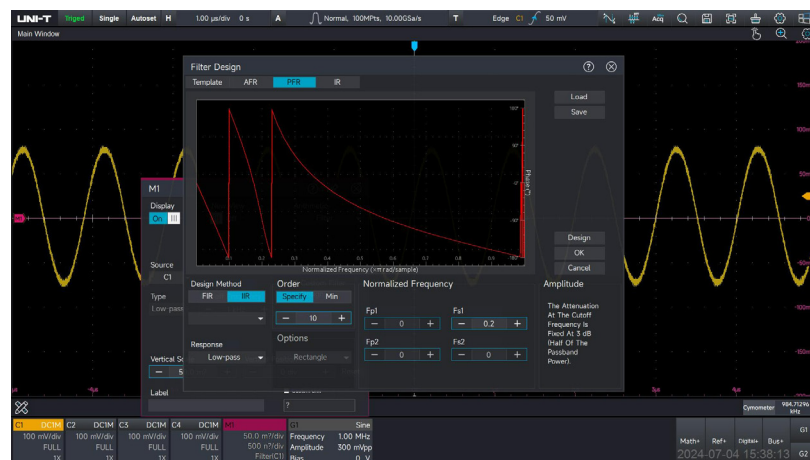 UNI-T Triged Single Autoset H 1.00 μs/div 0 s A Normal, 100MPts, 10.00GSa/s T Edge C1 50 mV Acq
Main Window
Filter Design
Template AFR PFR IR
Load
Save
Phase (°)
Normalized Frequency (×π rad/sample)
M1
Display
On
Source
C1
Type
Low-pass
Vertical
Label
?
Design
OK
Cancel
Design Method
FIR IIR
Response
Low-pass
Order
Specify Min
− 10 +
Options
Rectangle
Normalized Frequency
Fp1 Fs1
− 0 + − 0.2 +
Fp2 Fs2
− 0 + − 0 +
Amplitude
The Attenuation
At The Cutoff
Frequency Is
Fixed At 3 dB
(Half Of The
Passband
Power).
Cymometer 984.71296
kHz
C1 DC1M C2 DC1M C3 DC1M C4 DC1M M1 G1 Sine
100 mV/div 100 mV/div 100 mV/div 100 mV/div 50.0 m?/div Frequency 1.00 MHz
FULL FULL FULL FULL 500 n?/div Amplitude 300 mVpp
1X 1X 1X 1X Filter(C1) Bias 0 V
Math+ Ref+ Digital+ Bus+ G1
2024-07-04 15:38:13 G2